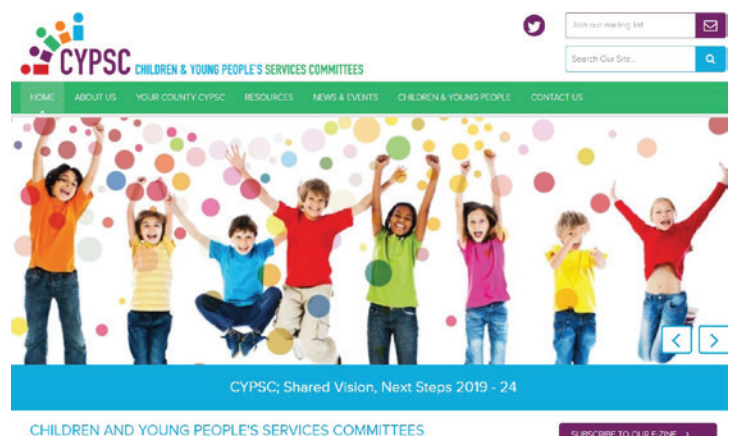 CYPSC CHILDREN & YOUNG PEOPLE'S SERVICES COMMITTEES
Join our mailing list
Search Our Site...
HOME ABOUT US YOUR COUNTY CYPSC RESOURCES NEWS & EVENTS CHILDREN & YOUNG PEOPLE CONTACT US
CYPSC; Shared Vision, Next Steps 2019 - 24
CHILDREN AND YOUNG PEOPLE'S SERVICES COMMITTEES
SUBSCRIBE TO OUR E-ZINE >